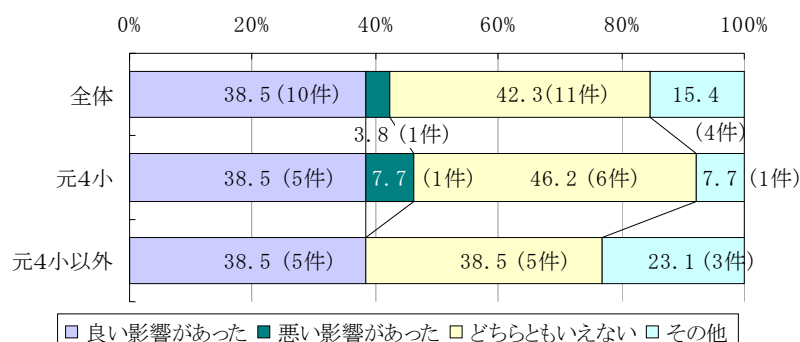 0% 20% 40% 60% 80% 100%
全体 38.5(10件) 42.3(11件) 15.4
3.8(1件) (4件)
元4小 38.5(5件) 7.7 (1件) 46.2(6件) 7.7 (1件)
元4小以外 38.5(5件) 38.5(5件) 23.1(3件)
良い影響があった 悪い影響があった どちらともいえない その他